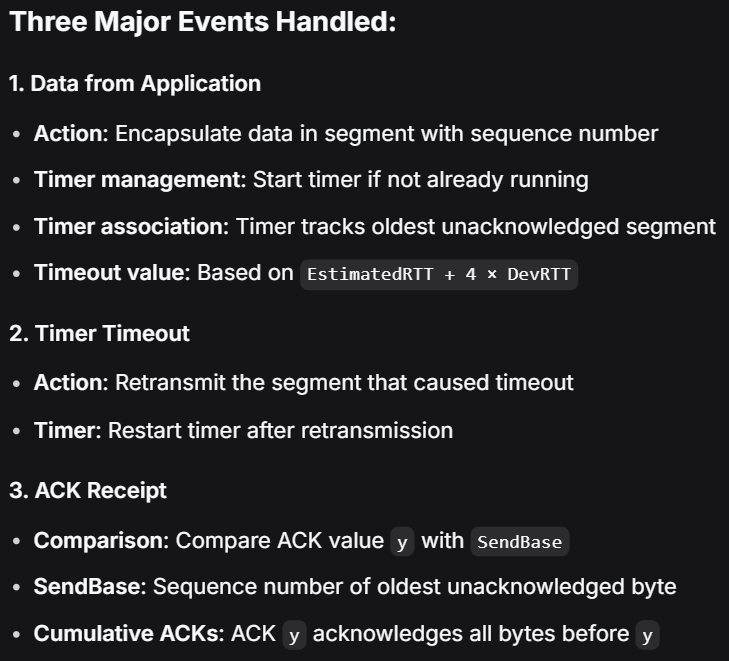 Three Major Events Handled:
1. Data from Application
• Action: Encapsulate data in segment with sequence number
• Timer management: Start timer if not already running
• Timer association: Timer tracks oldest unacknowledged segment
• Timeout value: Based on EstimatedRTT + 4 × DevRTT
2. Timer Timeout
• Action: Retransmit the segment that caused timeout
• Timer: Restart timer after retransmission
3. ACK Receipt
• Comparison: Compare ACK value y with SendBase
• SendBase: Sequence number of oldest unacknowledged byte
• Cumulative ACKs: ACK y acknowledges all bytes before y